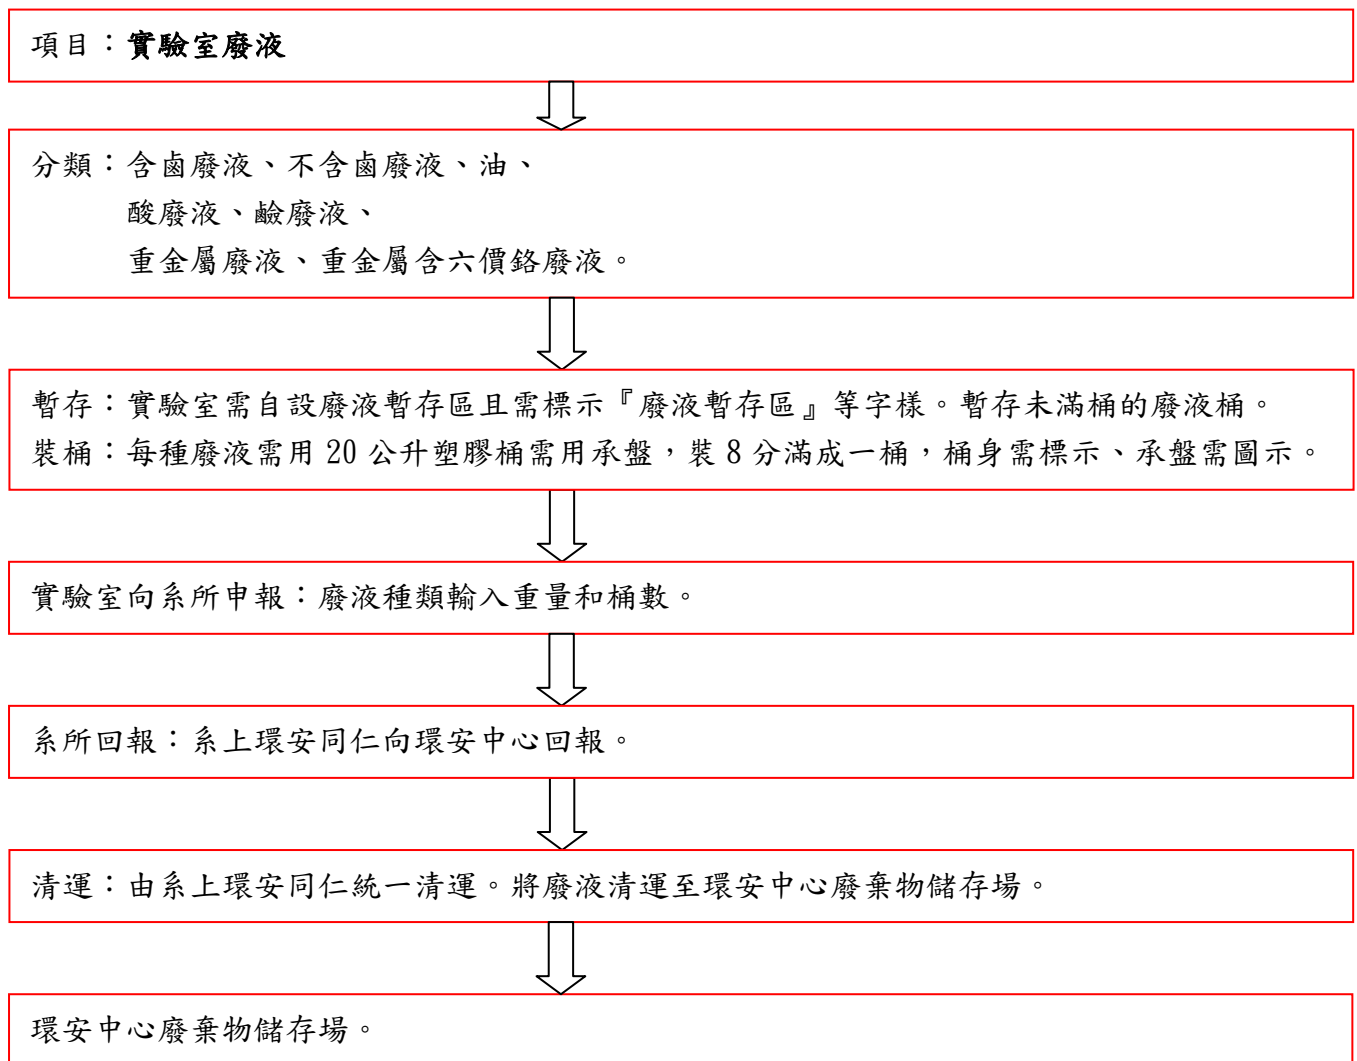 項目：實驗室廢液
分類：含鹵廢液、不含鹵廢液、油、
酸廢液、鹼廢液、
重金屬廢液、重金屬含六價鉻廢液。
暫存：實驗室需自設廢液暫存區且需標示『廢液暫存區』等字樣。暫存未滿桶的廢液桶。
裝桶：每種廢液需用 20 公升塑膠桶需用承盤，裝 8 分滿成一桶，桶身需標示、承盤需圖示。
實驗室向系所申報：廢液種類輸入重量和桶數。
系所回報：系上環安同仁向環安中心回報。
清運：由系上環安同仁統一清運。將廢液清運至環安中心廢棄物儲存場。
環安中心廢棄物儲存場。